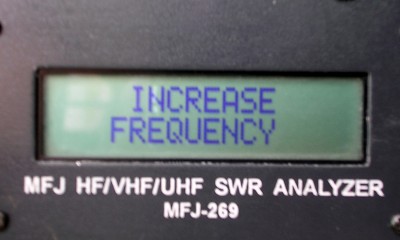 INCREASE
FREQUENCY
MFJ HF/VHF/UHF SWR ANALYZER
MFJ-269